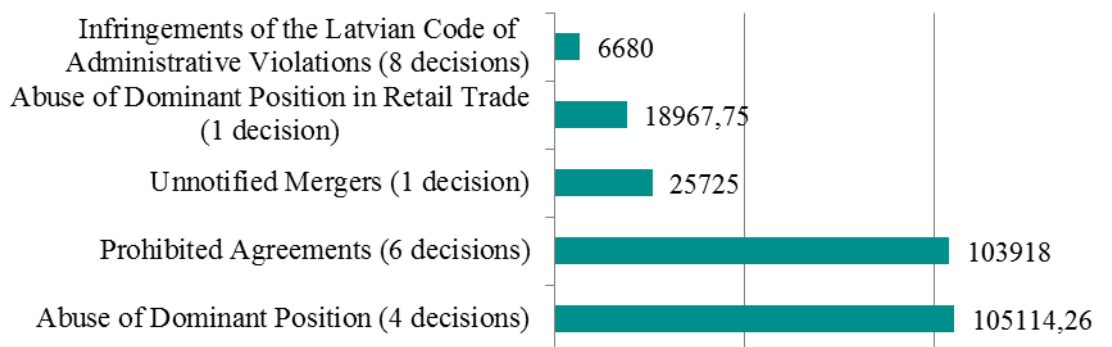 Infringements of the Latvian Code of
Administrative Violations (8 decisions)
6680
Abuse of Dominant Position in Retail Trade
(1 decision)
18967,75
Unnotified Mergers (1 decision)
25725
Prohibited Agreements (6 decisions)
103918
Abuse of Dominant Position (4 decisions)
105114,26